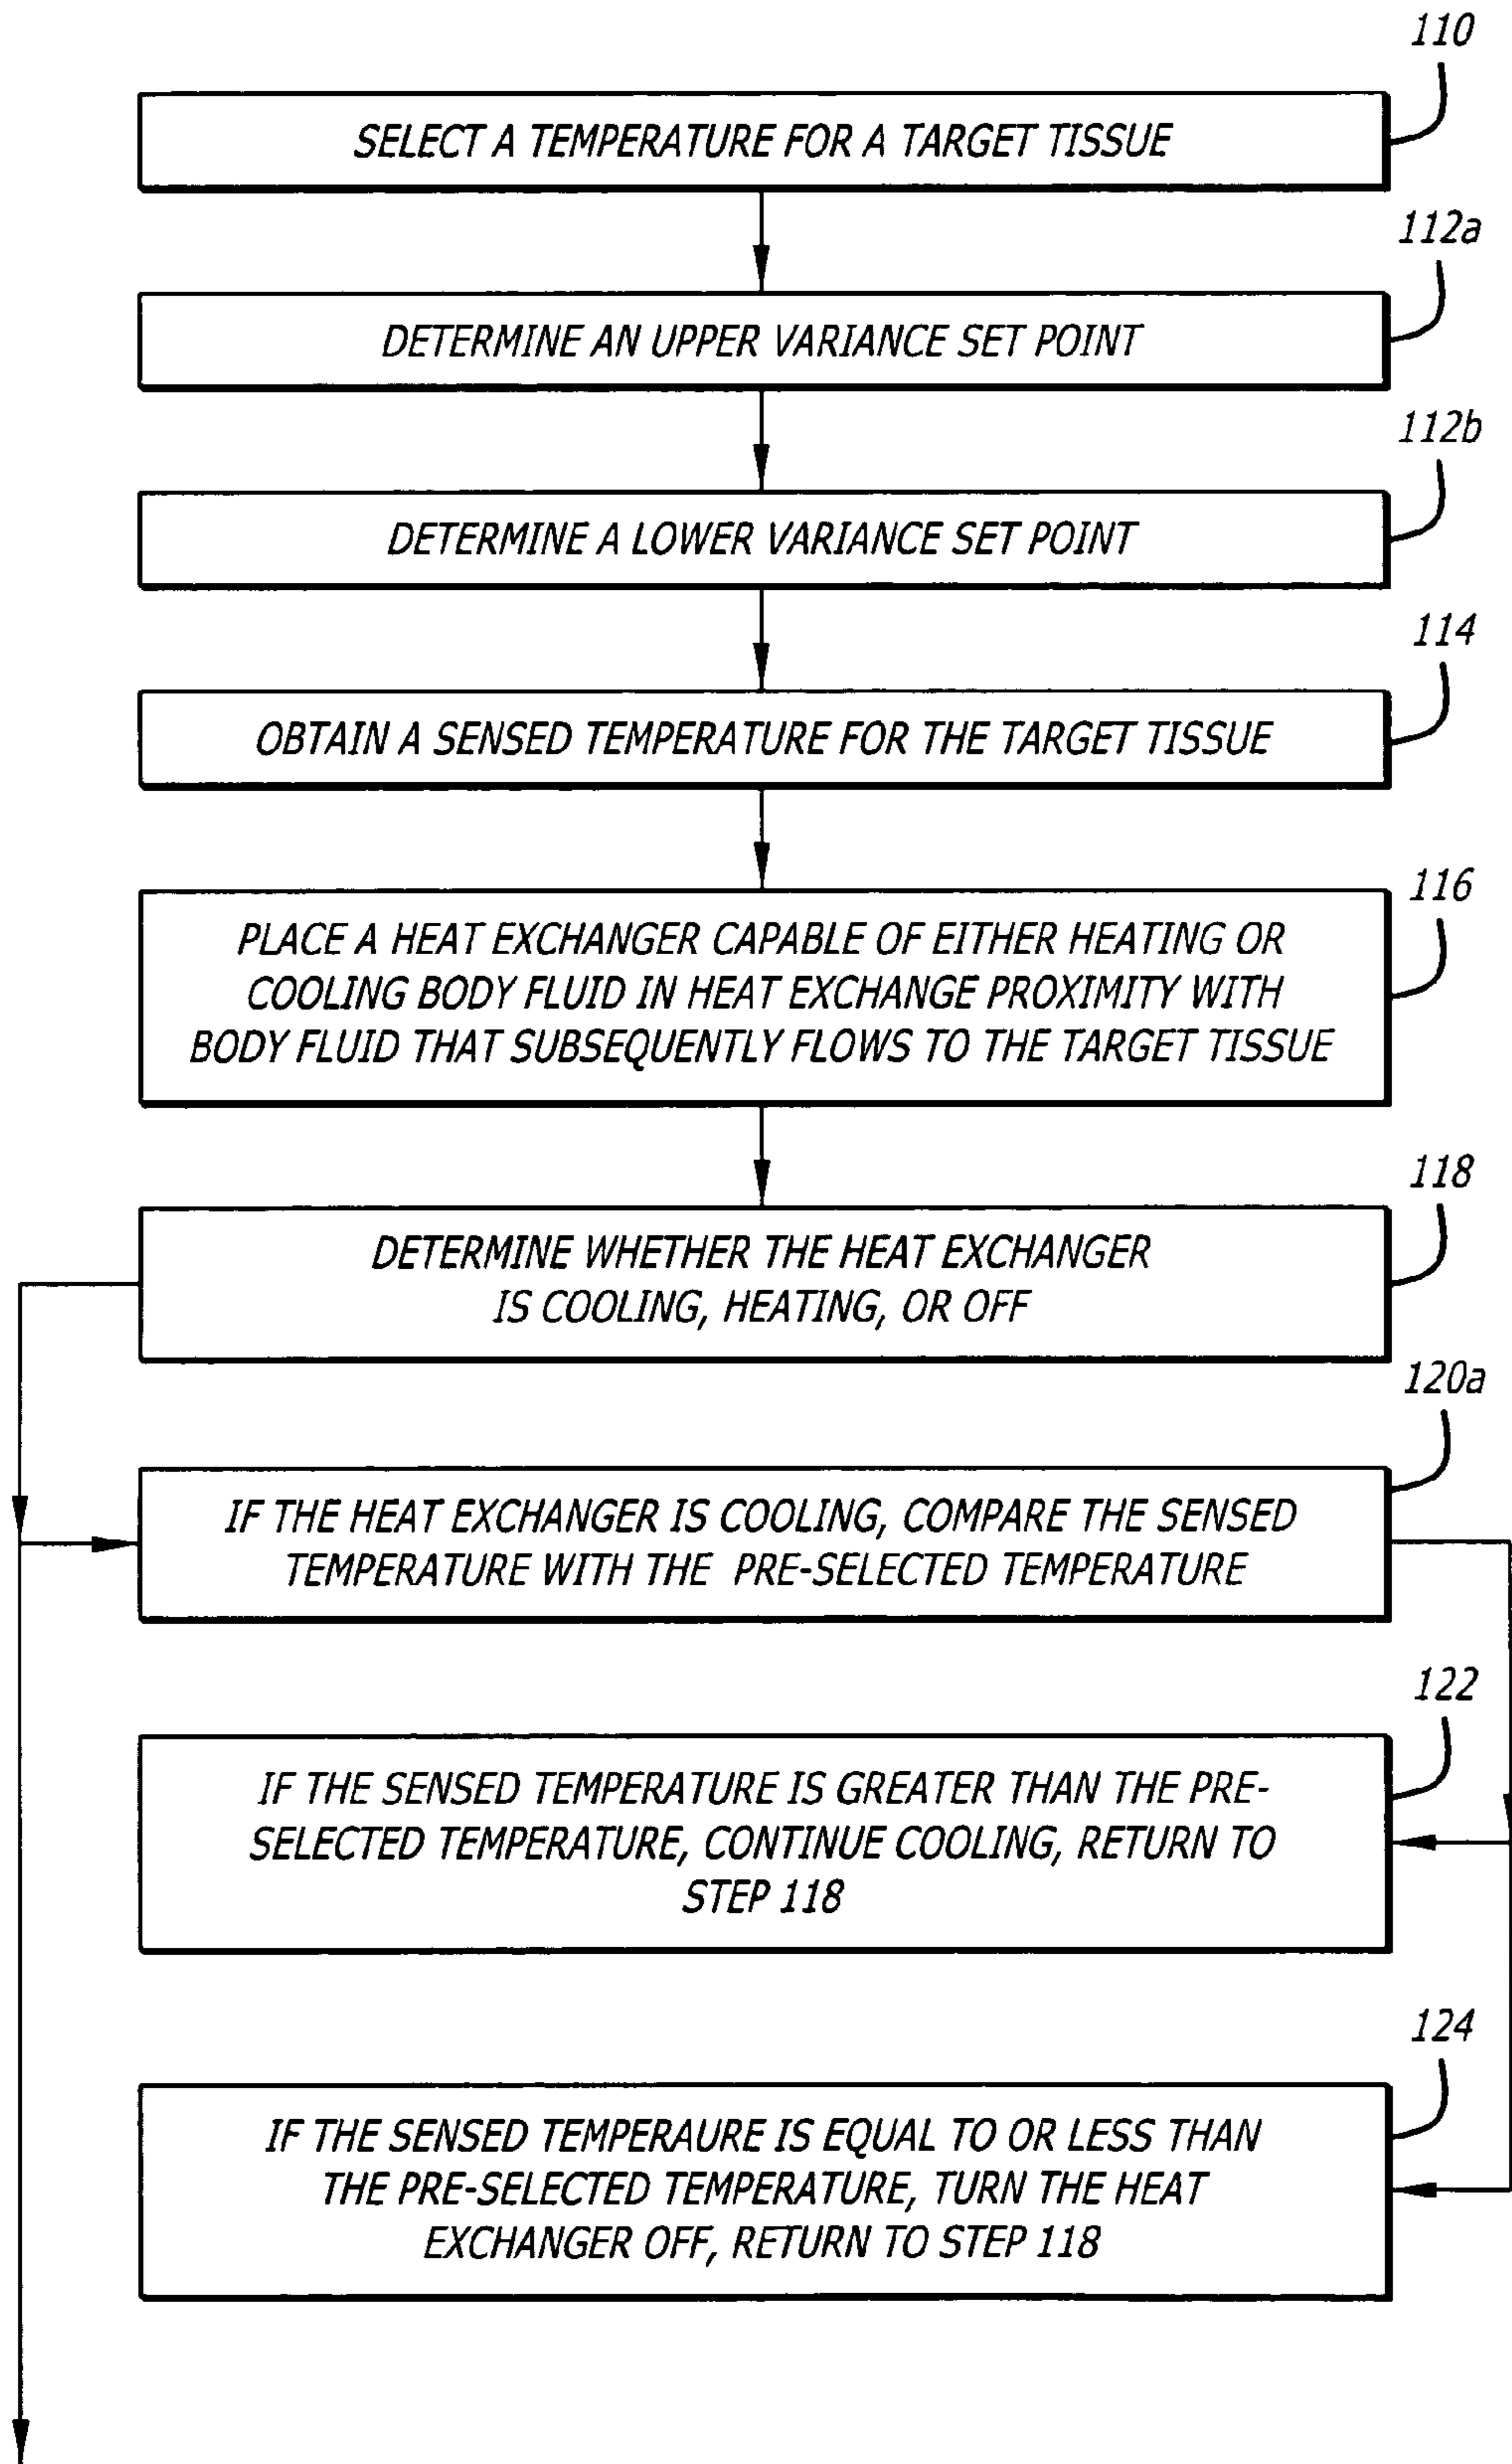 110
SELECT A TEMPERATURE FOR A TARGET TISSUE
112a
DETERMINE AN UPPER VARIANCE SET POINT
112b
DETERMINE A LOWER VARIANCE SET POINT
114
OBTAIN A SENSED TEMPERATURE FOR THE TARGET TISSUE
116
PLACE A HEAT EXCHANGER CAPABLE OF EITHER HEATING OR
COOLING BODY FLUID IN HEAT EXCHANGE PROXIMITY WITH
BODY FLUID THAT SUBSEQUENTLY FLOWS TO THE TARGET TISSUE
118
DETERMINE WHETHER THE HEAT EXCHANGER
IS COOLING, HEATING, OR OFF
120a
IF THE HEAT EXCHANGER IS COOLING, COMPARE THE SENSED
TEMPERATURE WITH THE PRE-SELECTED TEMPERATURE
122
IF THE SENSED TEMPERATURE IS GREATER THAN THE PRE-
SELECTED TEMPERATURE, CONTINUE COOLING, RETURN TO
STEP 118
124
IF THE SENSED TEMPERAURE IS EQUAL TO OR LESS THAN
THE PRE-SELECTED TEMPERATURE, TURN THE HEAT
EXCHANGER OFF, RETURN TO STEP 118